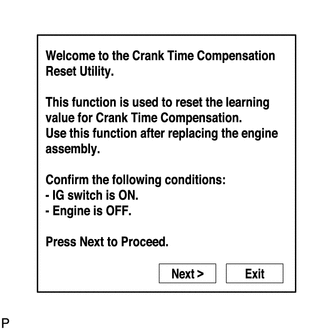 Welcome to the Crank Time Compensation
Reset Utility.
This function is used to reset the learning
value for Crank Time Compensation.
Use this function after replacing the engine
assembly.
Confirm the following conditions:
- IG switch is ON.
- Engine is OFF.
Press Next to Proceed.
Next > Exit
P